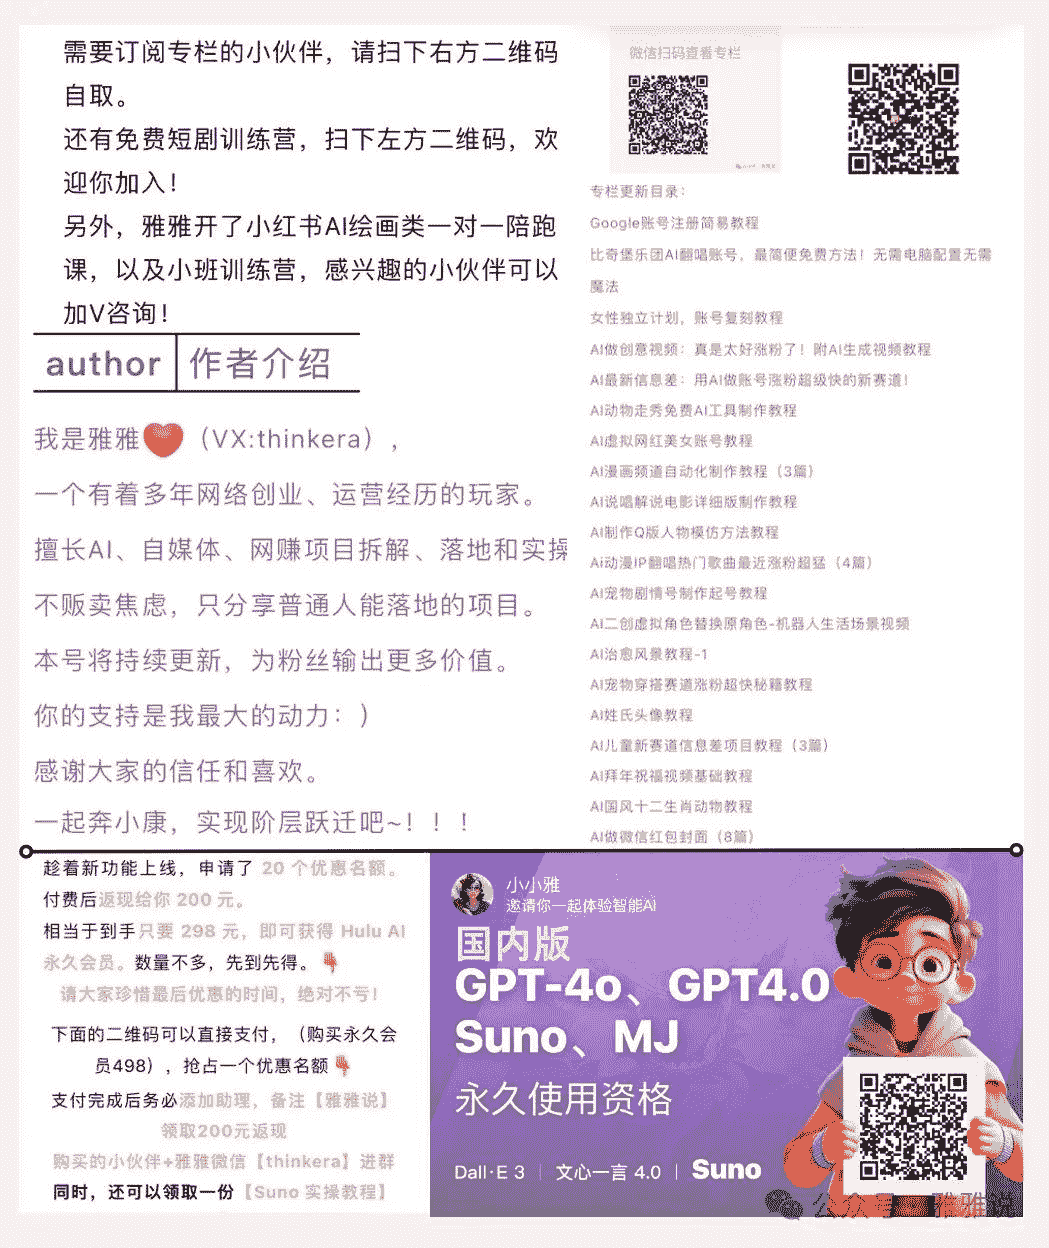 需要订阅专栏的小伙伴，请扫下右方二维码
自取。
还有免费短剧训练营，扫下左方二维码，欢
迎你加入！
另外，雅雅开了小红书AI绘画类一对一陪跑
课，以及小班训练营，感兴趣的小伙伴可以
加V咨询！
author 作者介绍
我是雅雅❤（VX:thinkera），
一个有着多年网络创业、运营经历的玩家。
擅长AI、自媒体、网赚项目拆解、落地和实操
不贩卖焦虑，只分享普通人能落地的项目。
本号将持续更新，为粉丝输出更多价值。
你的支持是我最大的动力：）
感谢大家的信任和喜欢。
一起奔小康，实现阶层跃迁吧~！！！
微信扫码查看专栏
专栏更新目录：
Google账号注册简易教程
比奇堡乐团AI翻唱账号，最简便免费方法！无需电脑配置无需
魔法
女性独立计划，账号复刻教程
AI做创意视频：真是太好涨粉了！附AI生成视频教程
AI最新信息差：用AI做账号涨粉超级快的新赛道！
AI动物走秀免费AI工具制作教程
AI虚拟网红美女账号教程
AI漫画频道自动化制作教程（3篇）
AI说唱解说电影详细版制作教程
AI制作Q版人物模仿方法教程
Ai动漫IP翻唱热门歌曲最近涨粉超猛（4篇）
AI宠物剧情号制作起号教程
AI二创虚拟角色替换原角色-机器人生活场景视频
AI治愈风景教程-1
AI宠物穿搭赛道涨粉超快秘籍教程
AI姓氏头像教程
AI儿童新赛道信息差项目教程（3篇）
AI拜年祝福视频基础教程
AI国风十二生肖动物教程
AI做微信红包封面（8篇）
趁着新功能上线，申请了 20 个优惠名额。
付费后返现给你 200 元。
相当于到手只要 298 元，即可获得 Hulu AI
永久会员。数量不多，先到先得。👇
请大家珍惜最后优惠的时间，绝对不亏！
下面的二维码可以直接支付，（购买永久会
员498），抢占一个优惠名额👇
支付完成后务必添加助理，备注【雅雅说】
领取200元返现
购买的小伙伴+雅雅微信【thinkera】进群
同时，还可以领取一份【Suno 实操教程】
小小雅
邀请你一起体验智能AI
国内版
GPT-4o、GPT4.0
Suno、MJ
永久使用资格
Dall·E 3 | 文心一言 4.0 | Suno
公众号 · 雅雅说